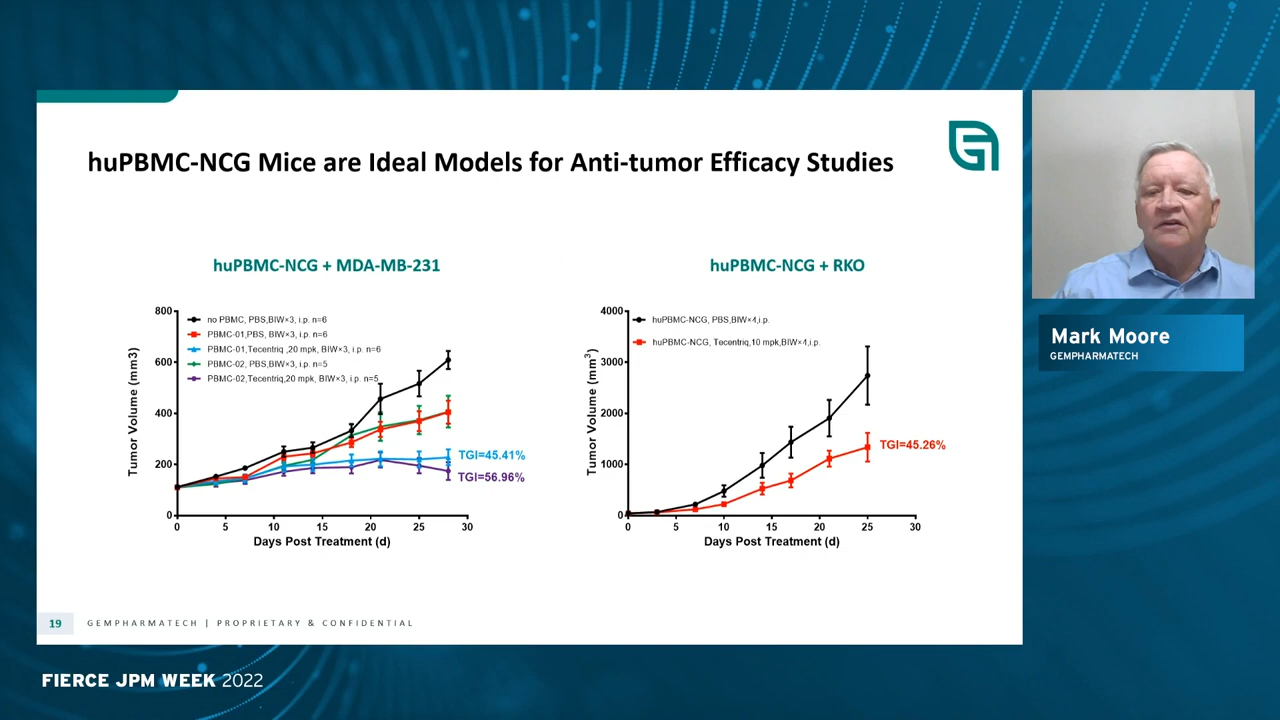 huPBMC-NCG Mice are Ideal Models for Anti-tumor Efficacy Studies
huPBMC-NCG + MDA-MB-231
800
600
400
200
0
Tumor Volume (mm3)
no PBMC, PBS,BIW×3, i.p. n=6
PBMC-01,PBS, BIW×3, i.p. n=6
PBMC-01,Tecentriq ,20 mpk, BIW×3, i.p. n=6
PBMC-02, PBS,BIW×3, i.p. n=5
PBMC-02,Tecentriq,20 mpk, BIW×3, i.p. n=5
TGI=45.41%
TGI=56.96%
0 5 10 15 20 25 30
Days Post Treatment (d)
huPBMC-NCG + RKO
4000
3000
2000
1000
0
Tumor Volume (mm³)
huPBMC-NCG, PBS,BIW×4,i.p.
huPBMC-NCG, Tecentriq,10 mpk,BIW×4,i.p.
TGI=45.26%
0 5 10 15 20 25 30
Days Post Treatment (d)
19 GEMPHARMATECH | PROPRIETARY & CONFIDENTIAL
Mark Moore
GEMPHARMATECH
FIERCE JPM WEEK 2022